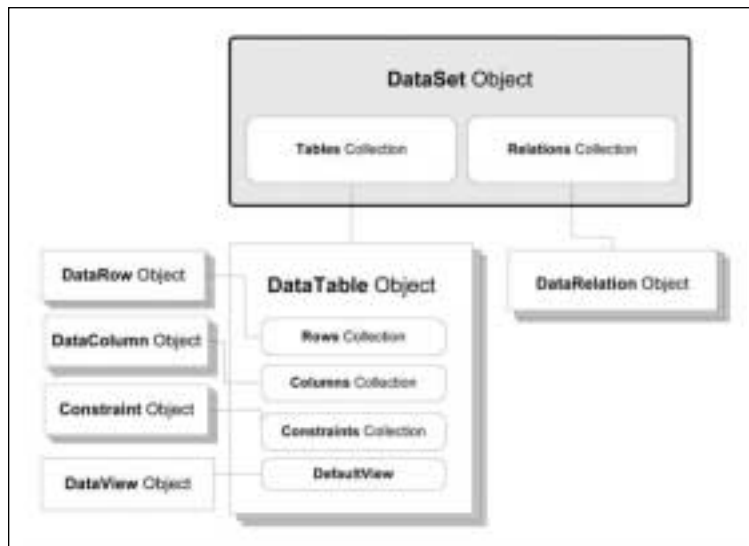 DataSet Object
Tables Collection
Relations Collection
DataRow Object
DataTable Object
DataRelation Object
Rows Collection
DataColumn Object
Columns Collection
Constraint Object
Constraints Collection
DefaultView
DataView Object